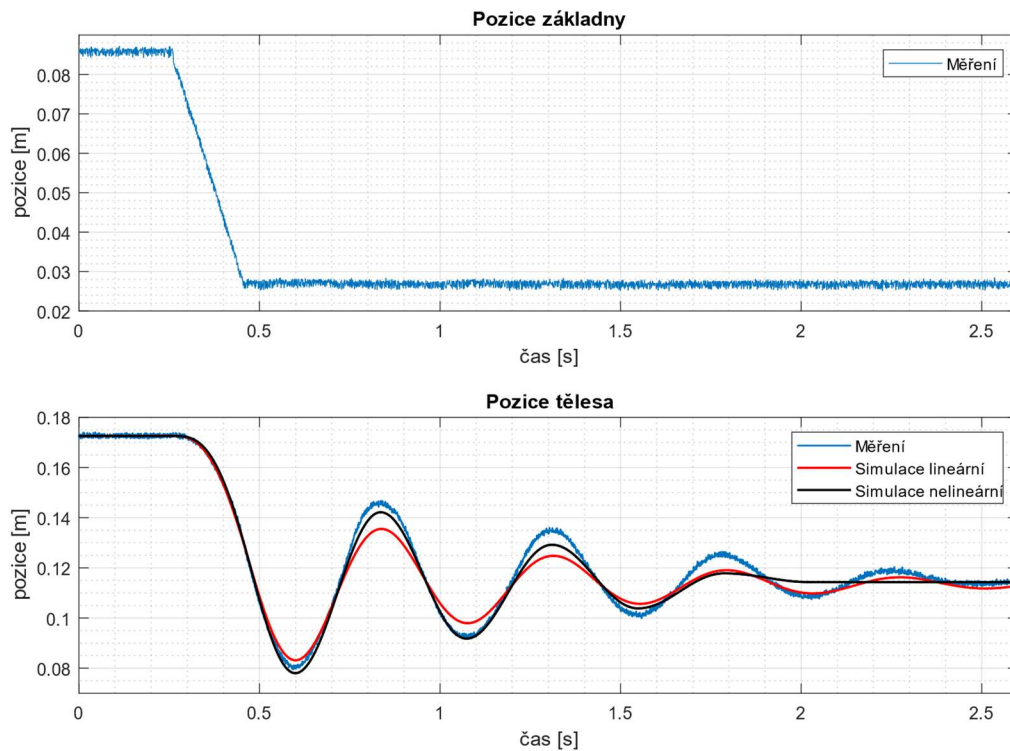 Pozice základny
Měření
0.08
0.07
0.06
0.05
0.04
0.03
0.02
pozice [m]
0 0.5 1 1.5 2 2.5
čas [s]
Pozice tělesa
Měření
Simulace lineární
Simulace nelineární
0.18
0.16
0.14
0.12
0.1
0.08
pozice [m]
0 0.5 1 1.5 2 2.5
čas [s]